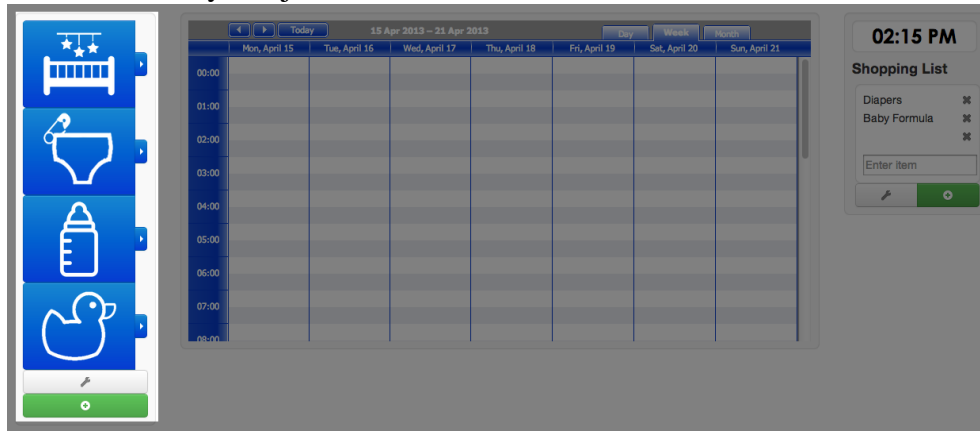 Today
15 Apr 2013 – 21 Apr 2013
Day
Week
Month
Mon, April 15
Tue, April 16
Wed, April 17
Thu, April 18
Fri, April 19
Sat, April 20
Sun, April 21
00:00
01:00
02:00
03:00
04:00
05:00
06:00
07:00
08:00
02:15 PM
Shopping List
Diapers
Baby Formula
Enter item